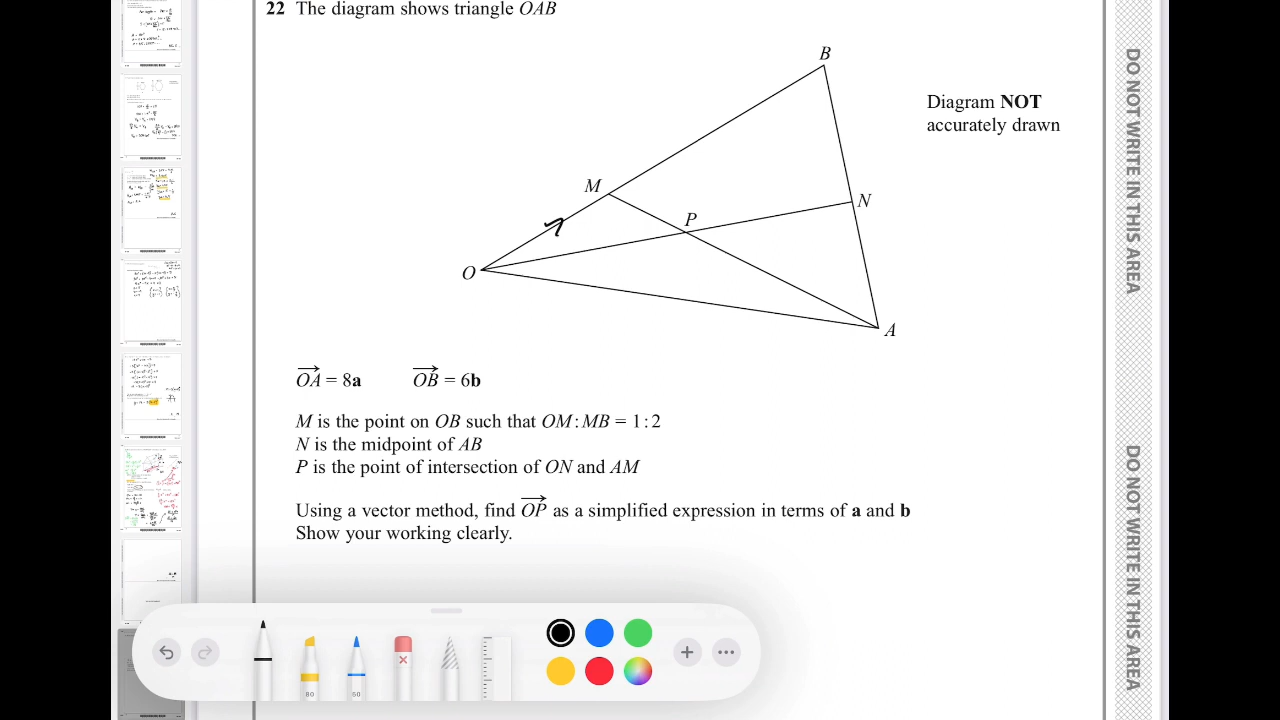 22 The diagram shows triangle OAB
B
Diagram NOT
accurately drawn
M
N
P
O
A
OA = 8a OB = 6b
M is the point on OB such that OM : MB = 1 : 2
N is the midpoint of AB
P is the point of intersection of ON and AM
Using a vector method, find OP as a simplified expression in terms of a and b
Show your working clearly.
DO NOT WRITE IN THIS AREA
DO NOT WRITE IN THIS AREA
80
50